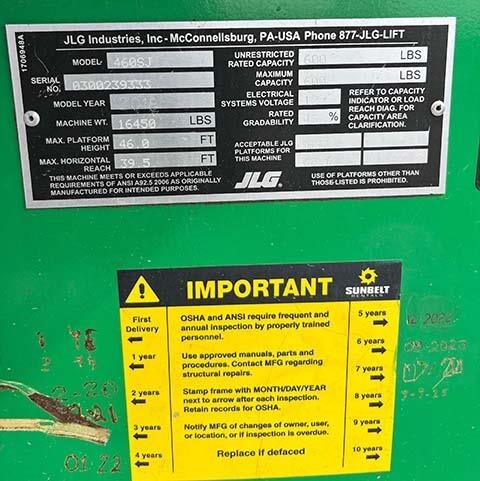 1706948A
JLG Industries, Inc - McConnellsburg, PA-USA Phone 877-JLG-LIFT
MODEL 460SJ
SERIAL NO. 0300239333
MODEL YEAR
MACHINE WT. 16450 LBS
MAX. PLATFORM HEIGHT 46.0 FT
MAX. HORIZONTAL REACH 39.5 FT
THIS MACHINE MEETS OR EXCEEDS APPLICABLE
REQUIREMENTS OF ANSI A92.5 2006 AS ORIGINALLY
MANUFACTURED FOR INTENDED PURPOSES.
UNRESTRICTED RATED CAPACITY 600 LBS
MAXIMUM CAPACITY 600 LBS
ELECTRICAL SYSTEMS VOLTAGE
RATED GRADABILITY %
REFER TO CAPACITY
INDICATOR OR LOAD
REACH DIAG. FOR
CAPACITY AREA
CLARIFICATION.
ACCEPTABLE JLG
PLATFORMS FOR
THIS MACHINE
JLG
USE OF PLATFORMS OTHER THAN
THOSE LISTED IS PROHIBITED.
IMPORTANT
SUNBELT
RENTALS
First Delivery
1 year
2 years
3 years
4 years
OSHA and ANSI require frequent and
annual inspection by properly trained
personnel.
Use approved manuals, parts and
procedures. Contact MFG regarding
structural repairs.
Stamp frame with MONTH/DAY/YEAR
next to arrow after each inspection.
Retain records for OSHA.
Notify MFG of changes of owner, user,
or location, or if inspection is overdue.
Replace if defaced
5 years
6 years
7 years
8 years
9 years
10 years
2-20
01 22
08-2023
9-9-25